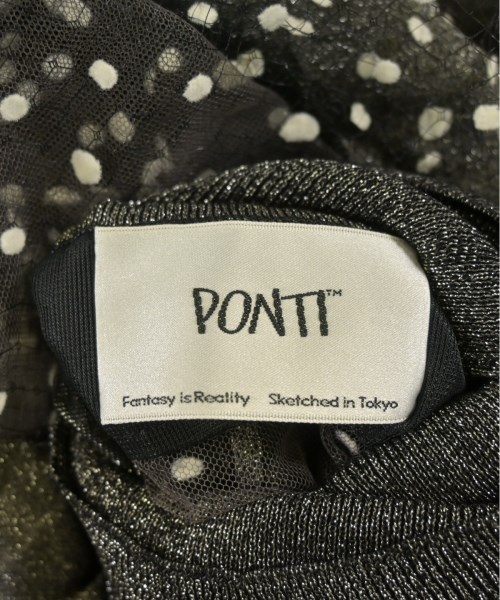 PONTI™
Fantasy is Reality Sketched in Tokyo